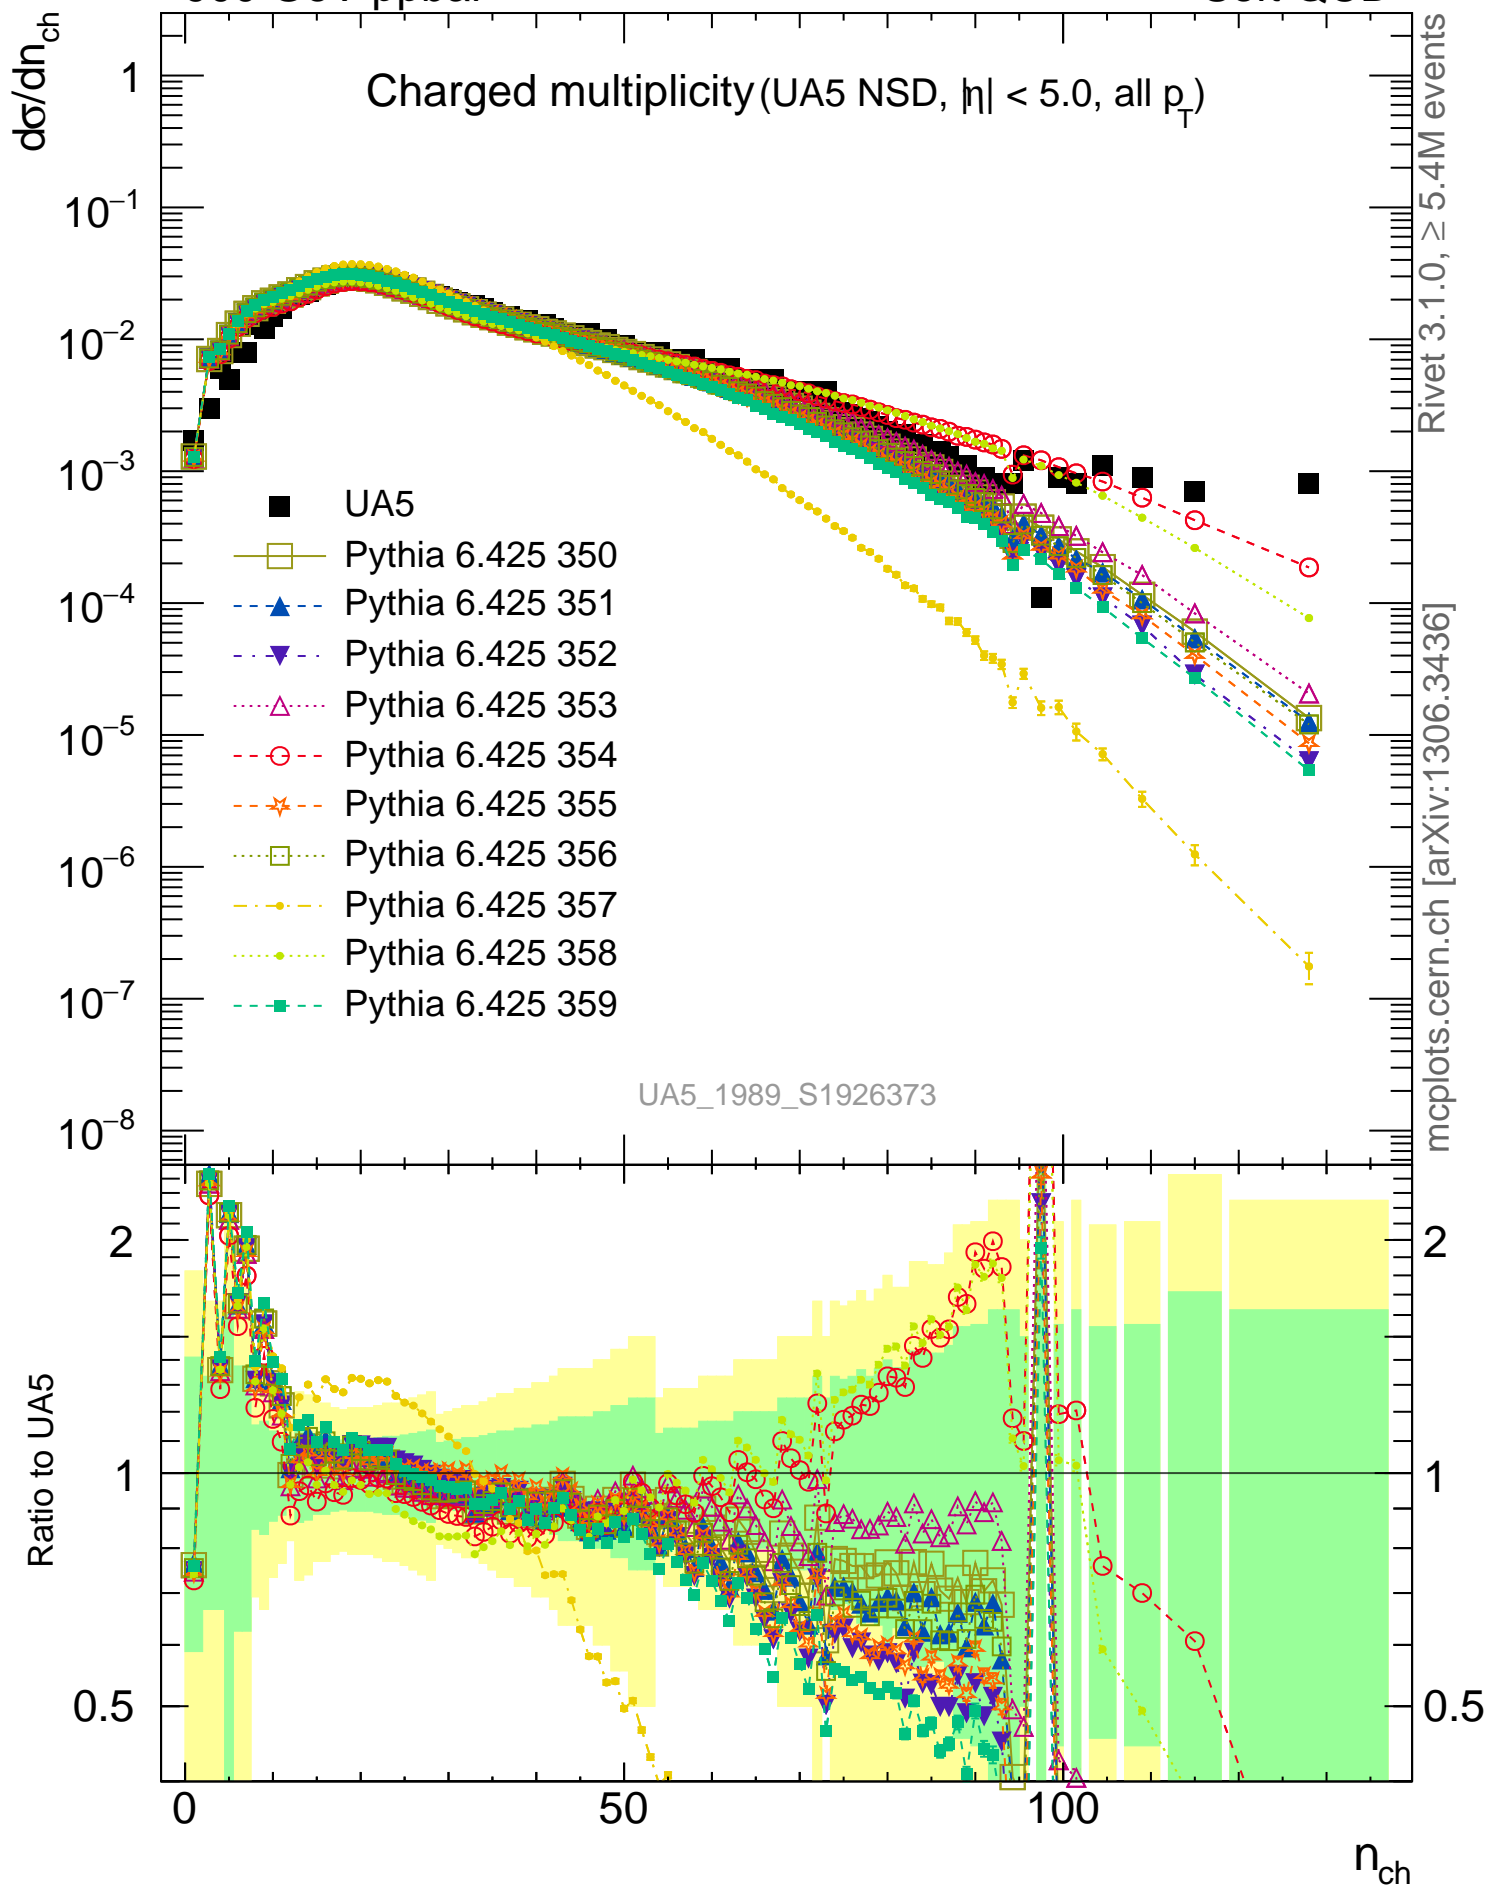 dσ/dn_ch
Charged multiplicity (UA5 NSD, |η| < 5.0, all p_T)
1
10⁻¹
10⁻²
10⁻³
10⁻⁴
10⁻⁵
10⁻⁶
10⁻⁷
10⁻⁸
UA5
Pythia 6.425 350
Pythia 6.425 351
Pythia 6.425 352
Pythia 6.425 353
Pythia 6.425 354
Pythia 6.425 355
Pythia 6.425 356
Pythia 6.425 357
Pythia 6.425 358
Pythia 6.425 359
UA5_1989_S1926373
Rivet 3.1.0, ≥ 5.4M events
mcplots.cern.ch [arXiv:1306.3436]
Ratio to UA5
2
1
0.5
2
1
0.5
0
50
100
n_ch